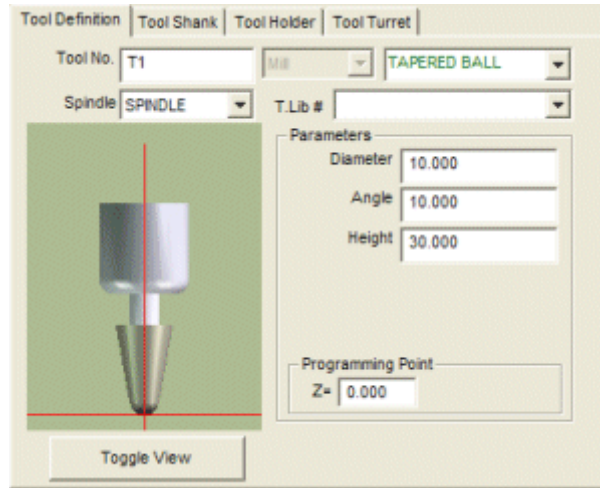 Tool Definition Tool Shank Tool Holder Tool Turret
Tool No. T1 Mill TAPERED BALL
Spindle SPINDLE T.Lib #
Parameters
Diameter 10.000
Angle 10.000
Height 30.000
Programming Point
Z= 0.000
Toggle View